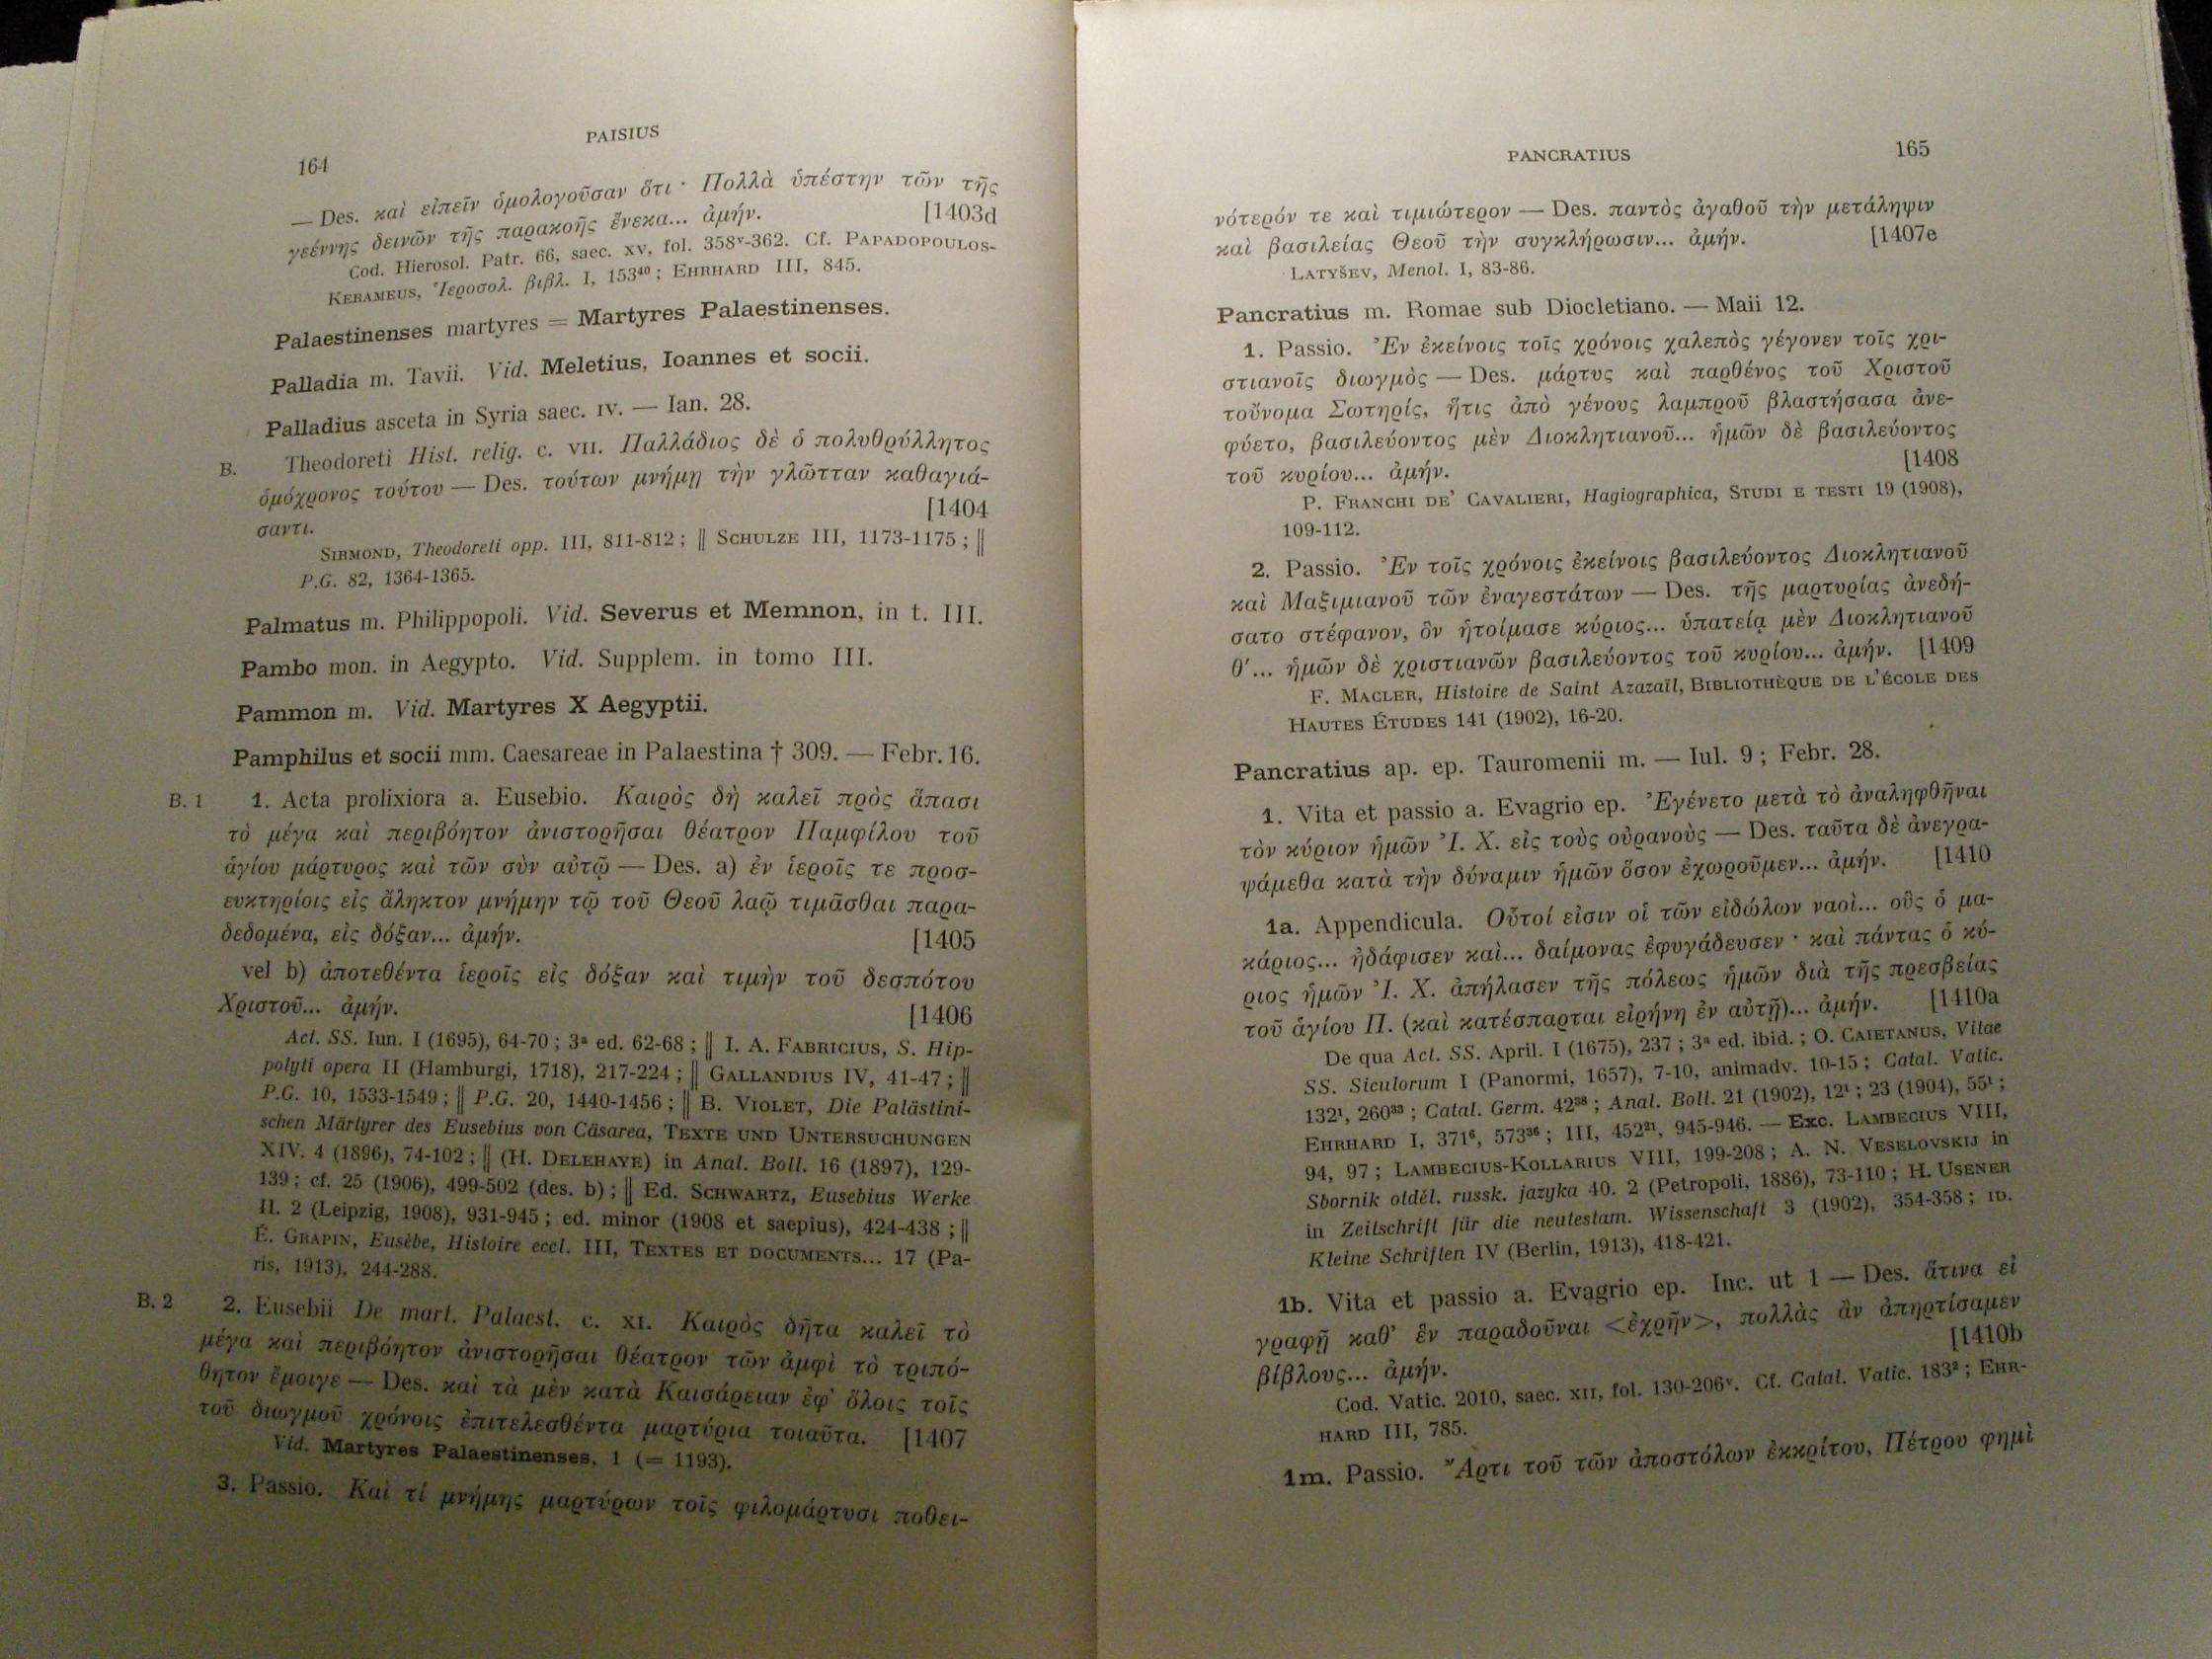 164
PAISIUS
— Des. καὶ εἰπεῖν ὁμολογοῦσαν ὅτι · Πολλὰ ὑπέστην τῶν τῆς
γεέννης δεινῶν τῆς παρακοῆς ἕνεκα... ἀμήν. [1403d
Cod. Hierosol. Patr. 66, saec. XV, fol. 358ᵛ-362. Cf. PAPADOPOULOS-
KERAMEUS, Ἱεροσολ. βιβλ. I, 153⁴⁰ ; EHRHARD III, 845.
Palaestinenses martyres = Martyres Palaestinenses.
Palladia m. Tavii. Vid. Meletius, Ioannes et socii.
Palladius asceta in Syria saec. IV. — Ian. 28.
B. Theodoreti Hist. relig. c. VII. Παλλάδιος δὲ ὁ πολυθρύλλητος
ὁμόχρονος τούτου — Des. τούτων μνήμῃ τὴν γλῶτταν καθαγιά-
σαντι. [1404
SIRMOND, Theodoreti opp. III, 811-812 ; || SCHULZE III, 1173-1175 ; ||
P.G. 82, 1364-1365.
Palmatus m. Philippopoli. Vid. Severus et Memnon, in t. III.
Pambo mon. in Aegypto. Vid. Supplem. in tomo III.
Pammon m. Vid. Martyres X Aegyptii.
Pamphilus et socii mm. Caesareae in Palaestina † 309. — Febr. 16.
B. 1 1. Acta prolixiora a. Eusebio. Καιρὸς δὴ καλεῖ πρὸς ἅπασι
τὸ μέγα καὶ περιβόητον ἀνιστορῆσαι θέατρον Παμφίλου τοῦ
ἁγίου μάρτυρος καὶ τῶν σὺν αὐτῷ — Des. a) ἐν ἱεροῖς τε προσ-
ευκτηρίοις εἰς ἄληκτον μνήμην τῷ τοῦ Θεοῦ λαῷ τιμᾶσθαι παρα-
δεδομένα, εἰς δόξαν... ἀμήν. [1405
vel b) ἀποτεθέντα ἱεροῖς εἰς δόξαν καὶ τιμὴν τοῦ δεσπότου
Χριστοῦ... ἀμήν. [1406
Act. SS. Iun. I (1695), 64-70 ; 3ᵃ ed. 62-68 ; || I. A. FABRICIUS, S. Hip-
polyti opera II (Hamburgi, 1718), 217-224 ; || GALLANDIUS IV, 41-47 ; ||
P.G. 10, 1533-1549 ; || P.G. 20, 1440-1456 ; || B. VIOLET, Die Palästini-
schen Märtyrer des Eusebius von Cäsarea, TEXTE UND UNTERSUCHUNGEN
XIV. 4 (1896), 74-102 ; || (H. DELEHAYE) in Anal. Boll. 16 (1897), 129-
139 ; cf. 25 (1906), 499-502 (des. b) ; || Ed. SCHWARTZ, Eusebius Werke
II. 2 (Leipzig, 1908), 931-945 ; ed. minor (1908 et saepius), 424-438 ; ||
É. GRAPIN, Eusèbe, Histoire eccl. III, TEXTES ET DOCUMENTS... 17 (Pa-
ris, 1913), 244-288.
B. 2 2. Eusebii De mart. Palaest. c. XI. Καιρὸς δῆτα καλεῖ τὸ
μέγα καὶ περιβόητον ἀνιστορῆσαι θέατρον τῶν ἀμφὶ τὸ τριπό-
θητον ἔμοιγε — Des. καὶ τὰ μὲν κατὰ Καισάρειαν ἐφ' ὅλοις τοῖς
τοῦ διωγμοῦ χρόνοις ἐπιτελεσθέντα μαρτύρια τοιαῦτα. [1407
Vid. Martyres Palaestinenses, 1 (= 1193).
3. Passio. Καὶ τί μνήμης μαρτύρων τοῖς φιλομάρτυσι ποθει-
PANCRATIUS
165
νότερόν τε καὶ τιμιώτερον — Des. παντὸς ἀγαθοῦ τὴν μετάληψιν
καὶ βασιλείας Θεοῦ τὴν συγκλήρωσιν... ἀμήν. [1407e
LATYŠEV, Menol. I, 83-86.
Pancratius m. Romae sub Diocletiano. — Maii 12.
1. Passio. Ἐν ἐκείνοις τοῖς χρόνοις χαλεπὸς γέγονεν τοῖς χρι-
στιανοῖς διωγμὸς — Des. μάρτυς καὶ παρθένος τοῦ Χριστοῦ
τοὔνομα Σωτηρίς, ἥτις ἀπὸ γένους λαμπροῦ βλαστήσασα ἀνε-
φύετο, βασιλεύοντος μὲν Διοκλητιανοῦ... ἡμῶν δὲ βασιλεύοντος
τοῦ κυρίου... ἀμήν. [1408
P. FRANCHI DE' CAVALIERI, Hagiographica, STUDI E TESTI 19 (1908),
109-112.
2. Passio. Ἐν τοῖς χρόνοις ἐκείνοις βασιλεύοντος Διοκλητιανοῦ
καὶ Μαξιμιανοῦ τῶν ἐναγεστάτων — Des. τῆς μαρτυρίας ἀνεδή-
σατο στέφανον, ὃν ἡτοίμασε κύριος... ὑπατείᾳ μὲν Διοκλητιανοῦ
θ'... ἡμῶν δὲ χριστιανῶν βασιλεύοντος τοῦ κυρίου... ἀμήν. [1409
F. MACLER, Histoire de Saint Azazaïl, BIBLIOTHÈQUE DE L'ÉCOLE DES
HAUTES ÉTUDES 141 (1902), 16-20.
Pancratius ap. ep. Tauromenii m. — Iul. 9 ; Febr. 28.
1. Vita et passio a. Evagrio ep. Ἐγένετο μετὰ τὸ ἀναληφθῆναι
τὸν κύριον ἡμῶν Ἰ. Χ. εἰς τοὺς οὐρανοὺς — Des. ταῦτα δὲ ἀνεγρα-
ψάμεθα κατὰ τὴν δύναμιν ἡμῶν ὅσον ἐχωροῦμεν... ἀμήν. [1410
1a. Appendicula. Οὗτοί εἰσιν οἱ τῶν εἰδώλων ναοὶ... οὓς ὁ μα-
κάριος... ἠδάφισεν καὶ... δαίμονας ἐφυγάδευσεν · καὶ πάντας ὁ κύ-
ριος ἡμῶν Ἰ. Χ. ἀπήλασεν τῆς πόλεως ἡμῶν διὰ τῆς πρεσβείας
τοῦ ἁγίου Π. (καὶ κατέσπαρται εἰρήνη ἐν αὐτῇ)... ἀμήν. [1410a
De qua Act. SS. April. I (1675), 237 ; 3ᵃ ed. ibid. ; O. CAIETANUS, Vitae
SS. Siculorum I (Panormi, 1657), 7-10, animadv. 10-15 ; Catal. Vatic.
132¹, 260³³ ; Catal. Germ. 42³⁸ ; Anal. Boll. 21 (1902), 12¹ ; 23 (1904), 55¹ ;
EHRHARD I, 371⁶, 573³⁶ ; III, 452²¹, 945-946. — Exc. LAMBECIUS VIII,
94, 97 ; LAMBECIUS-KOLLARIUS VIII, 199-208 ; A. N. VESELOVSKIJ in
Sbornik otděl. russk. jazyka 40. 2 (Petropoli, 1886), 73-110 ; H. USENER
in Zeitschrift für die neutestam. Wissenschaft 3 (1902), 354-358 ; ID.
Kleine Schriften IV (Berlin, 1913), 418-421.
1b. Vita et passio a. Evagrio ep. Inc. ut 1 — Des. ἅτινα εἰ
γραφῇ καθ' ἓν παραδοῦναι <ἐχρῆν>, πολλὰς ἂν ἀπηρτίσαμεν
βίβλους... ἀμήν. [1410b
Cod. Vatic. 2010, saec. XII, fol. 130-206ᵛ. Cf. Catal. Vatic. 183² ; EHR-
HARD III, 785.
1m. Passio. Ἄρτι τοῦ τῶν ἀποστόλων ἐκκρίτου, Πέτρου φημὶ